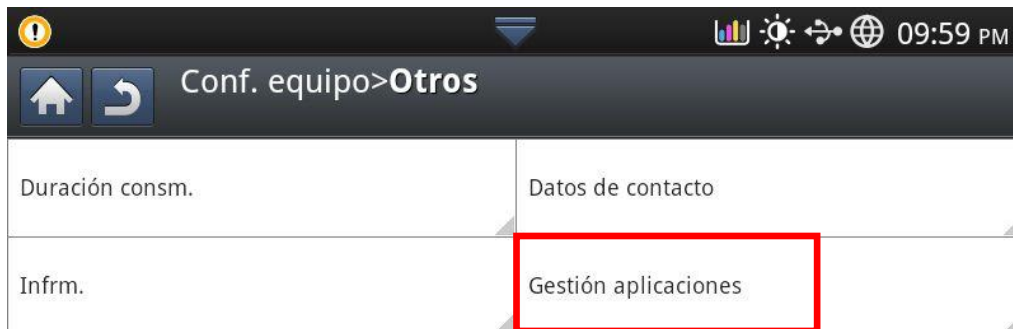 09:59 PM
Conf. equipo>Otros
Duración consm.
Datos de contacto
Infrm.
Gestión aplicaciones